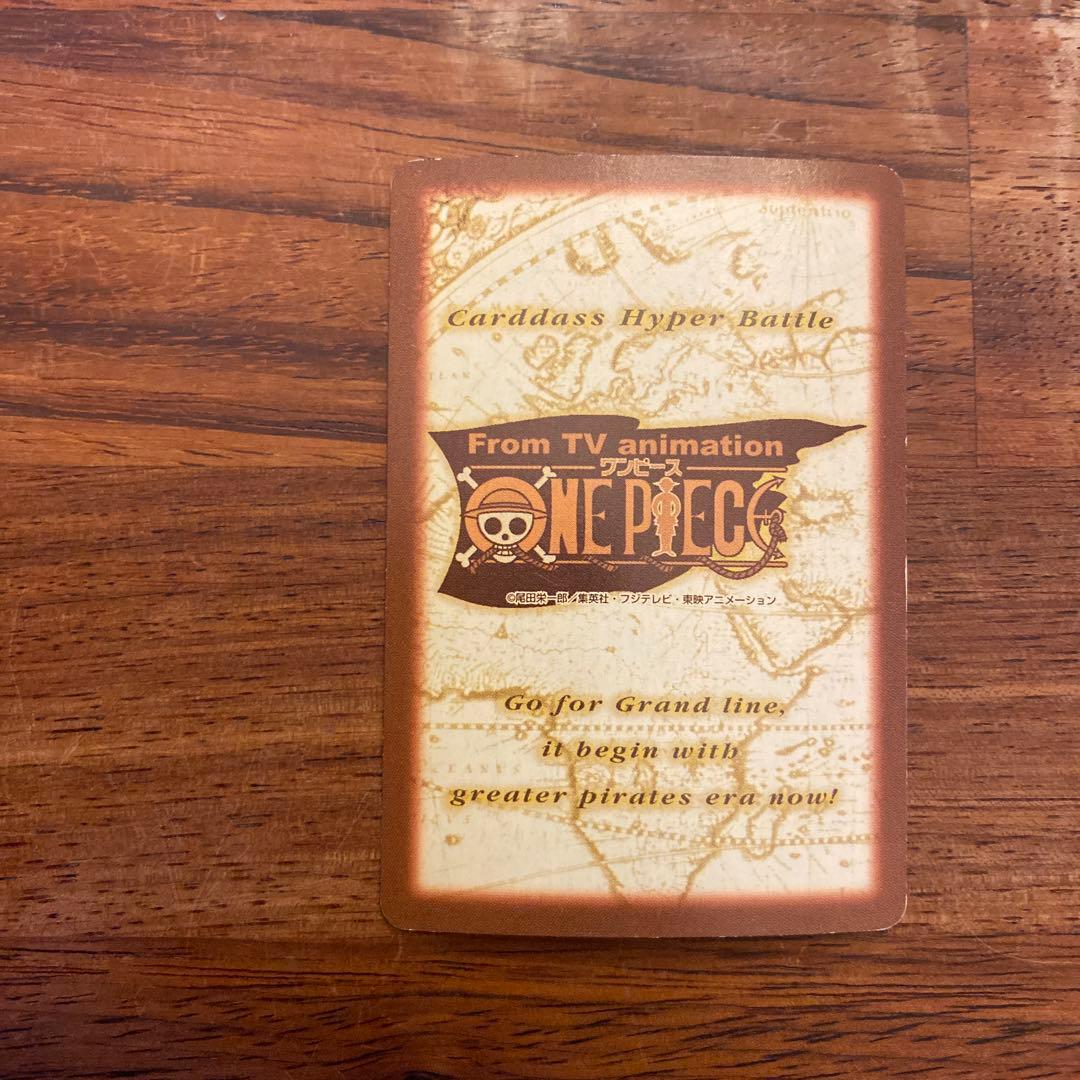 Carddass Hyper Battle
From TV animation
ワンピース
ONE PIECE
©尾田栄一郎／集英社・フジテレビ・東映アニメーション
Go for Grand line,
it begin with
greater pirates era now!